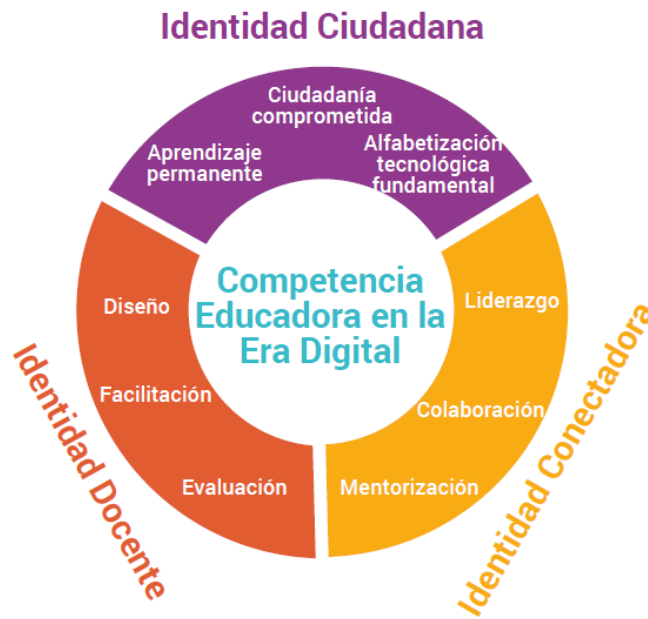 Identidad Ciudadana
Ciudadanía
comprometida
Aprendizaje
permanente
Alfabetización
tecnológica
fundamental
Competencia
Educadora en la
Era Digital
Diseño
Facilitación
Evaluación
Identidad Docente
Liderazgo
Colaboración
Mentorización
Identidad Conectadora